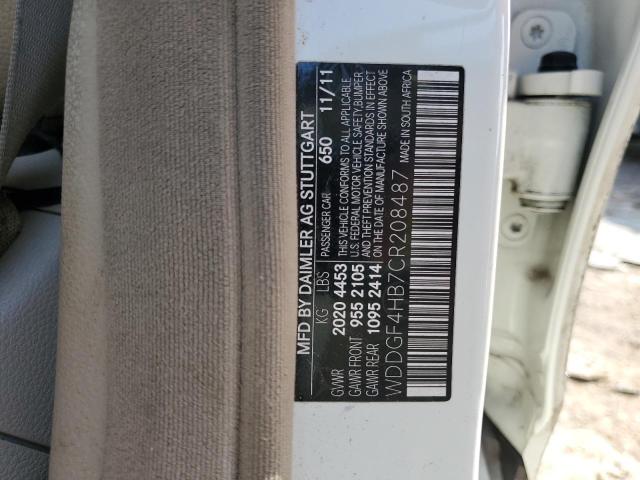 MFD BY DAIMLER AG STUTTGART
PASSENGER CAR 650 11/11
KG LBS
THIS VEHICLE CONFORMS TO ALL APPLICABLE
GVWR 2020 4453
U.S. FEDERAL MOTOR VEHICLE SAFETY, BUMPER
GAWR FRONT 955 2105
AND THEFT PREVENTION STANDARDS IN EFFECT
GAWR REAR 1095 2414
ON THE DATE OF MANUFACTURE SHOWN ABOVE
WDDGF4HB7CR208487
MADE IN SOUTH AFRICA